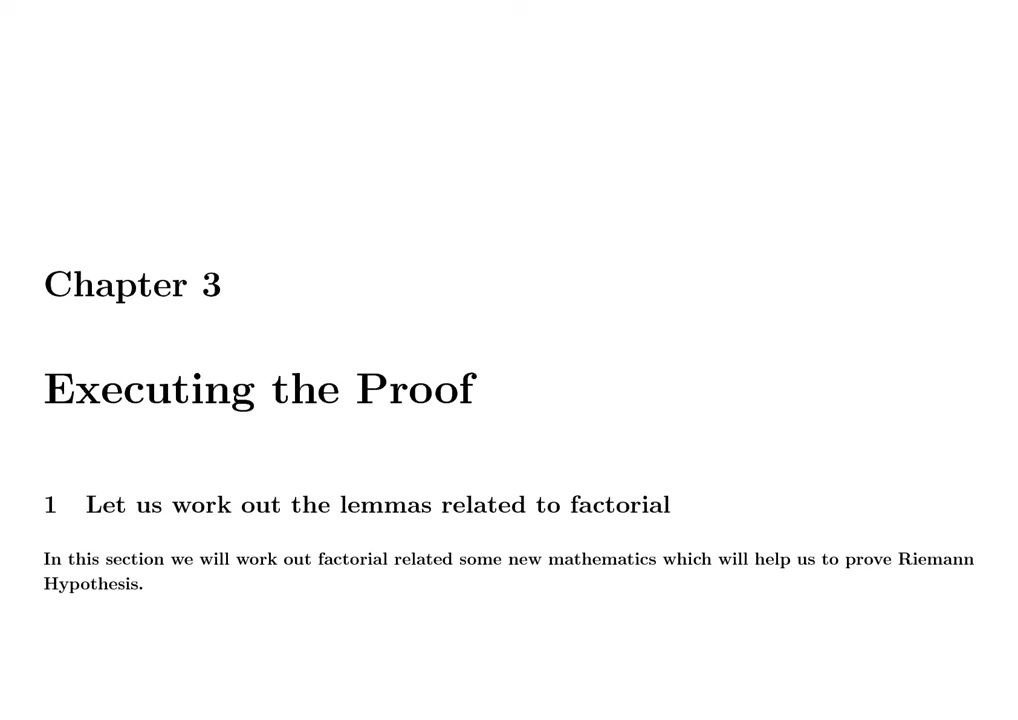 Chapter 3
Executing the Proof
1 Let us work out the lemmas related to factorial
In this section we will work out factorial related some new mathematics which will help us to prove Riemann
Hypothesis.